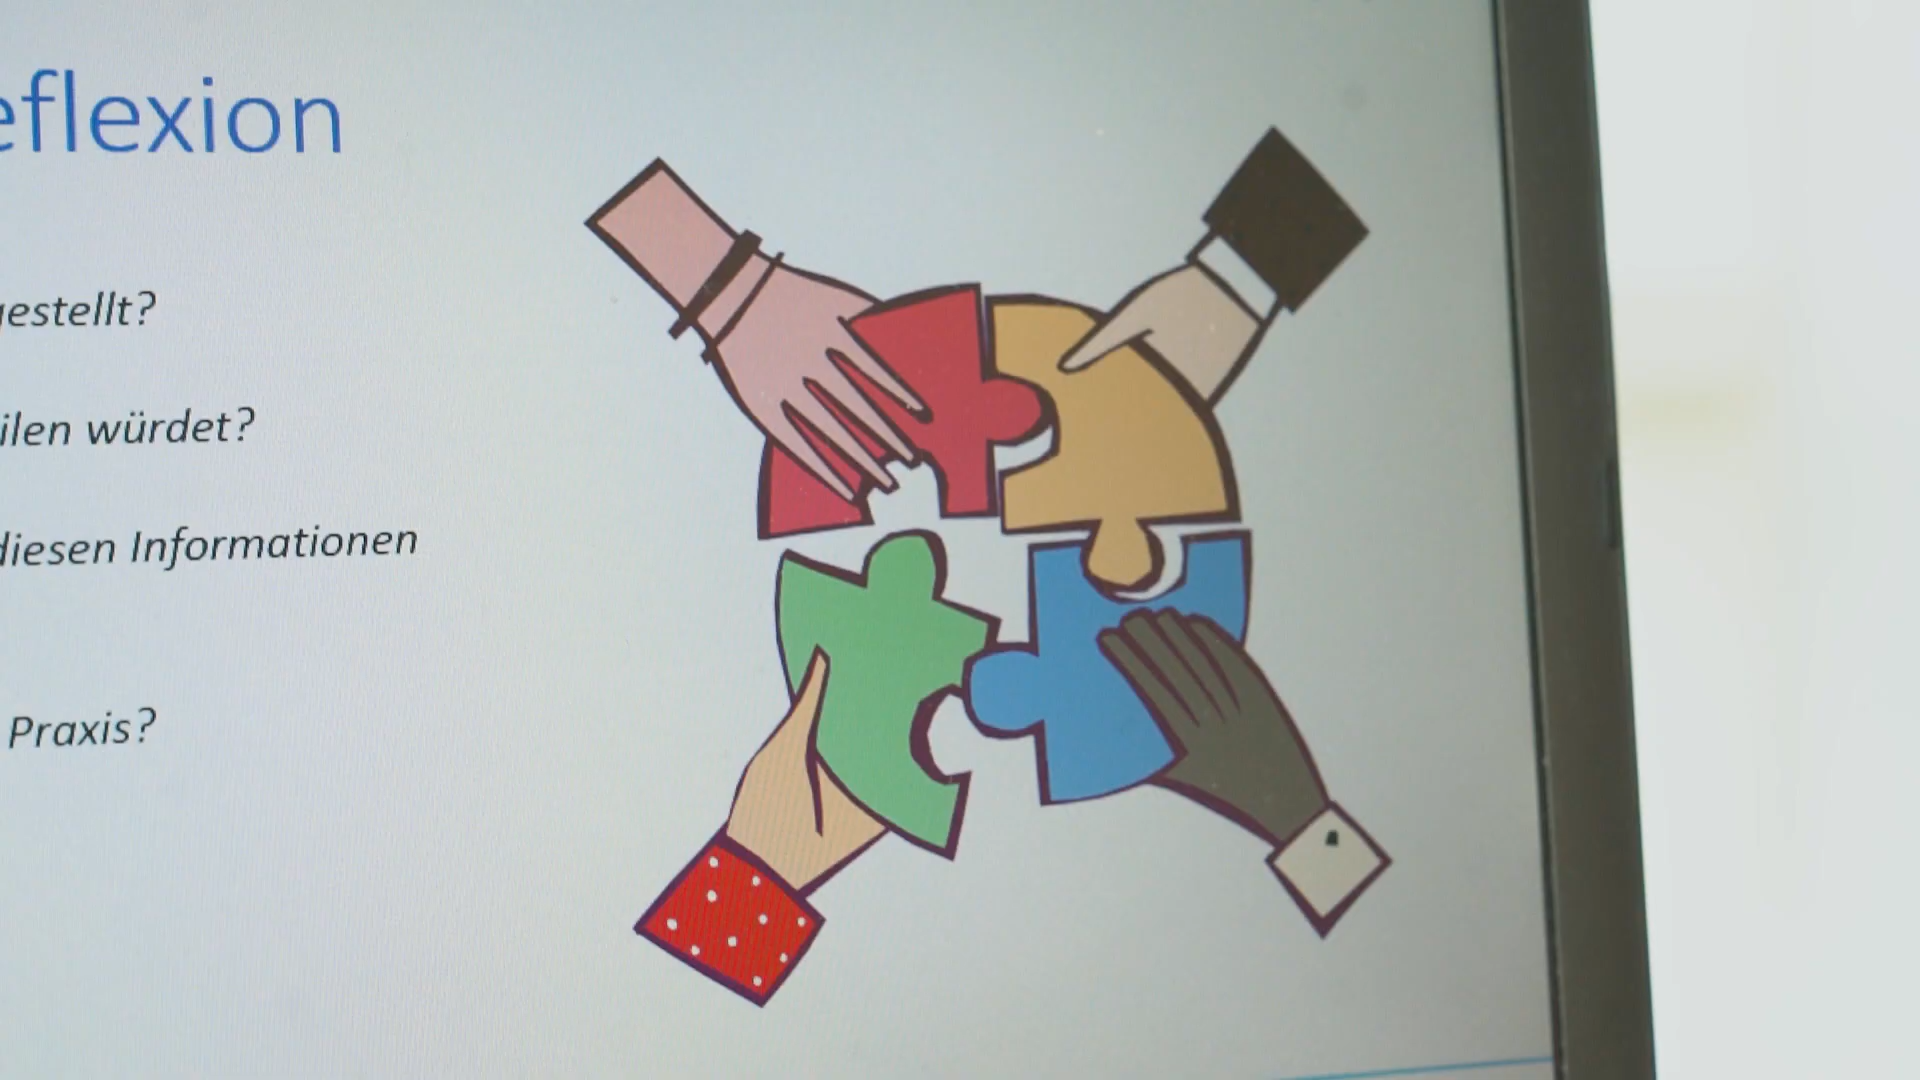 eflexion
gestellt?
ilen würdet?
diesen Informationen
Praxis?